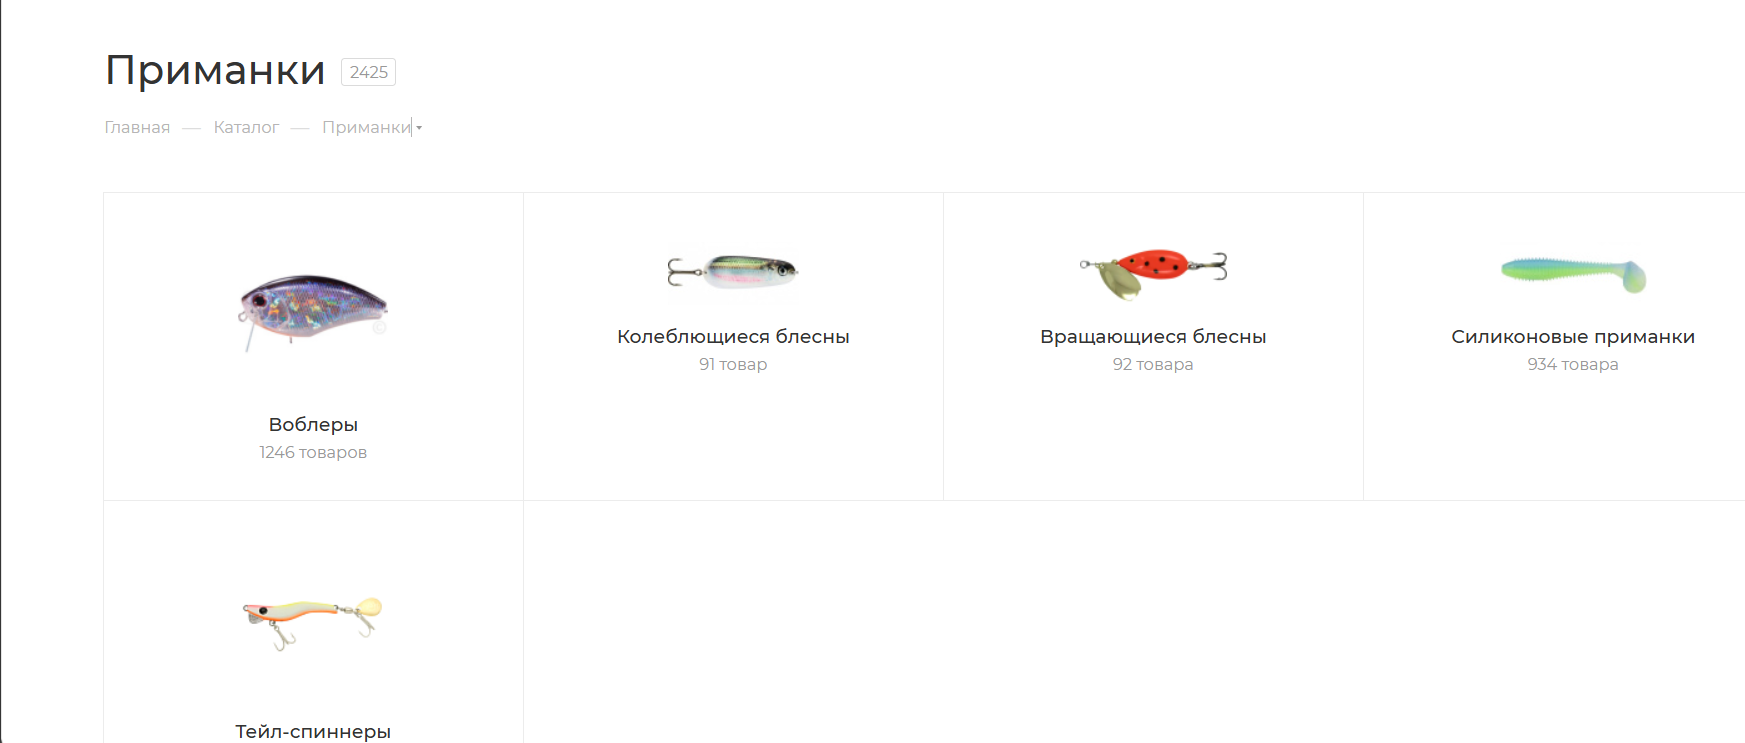 Приманки 2425
Главная — Каталог — Приманки
Колеблющиеся блесны
91 товар
Вращающиеся блесны
92 товара
Силиконовые приманки
934 товара
Воблеры
1246 товаров
Тейл-спиннеры